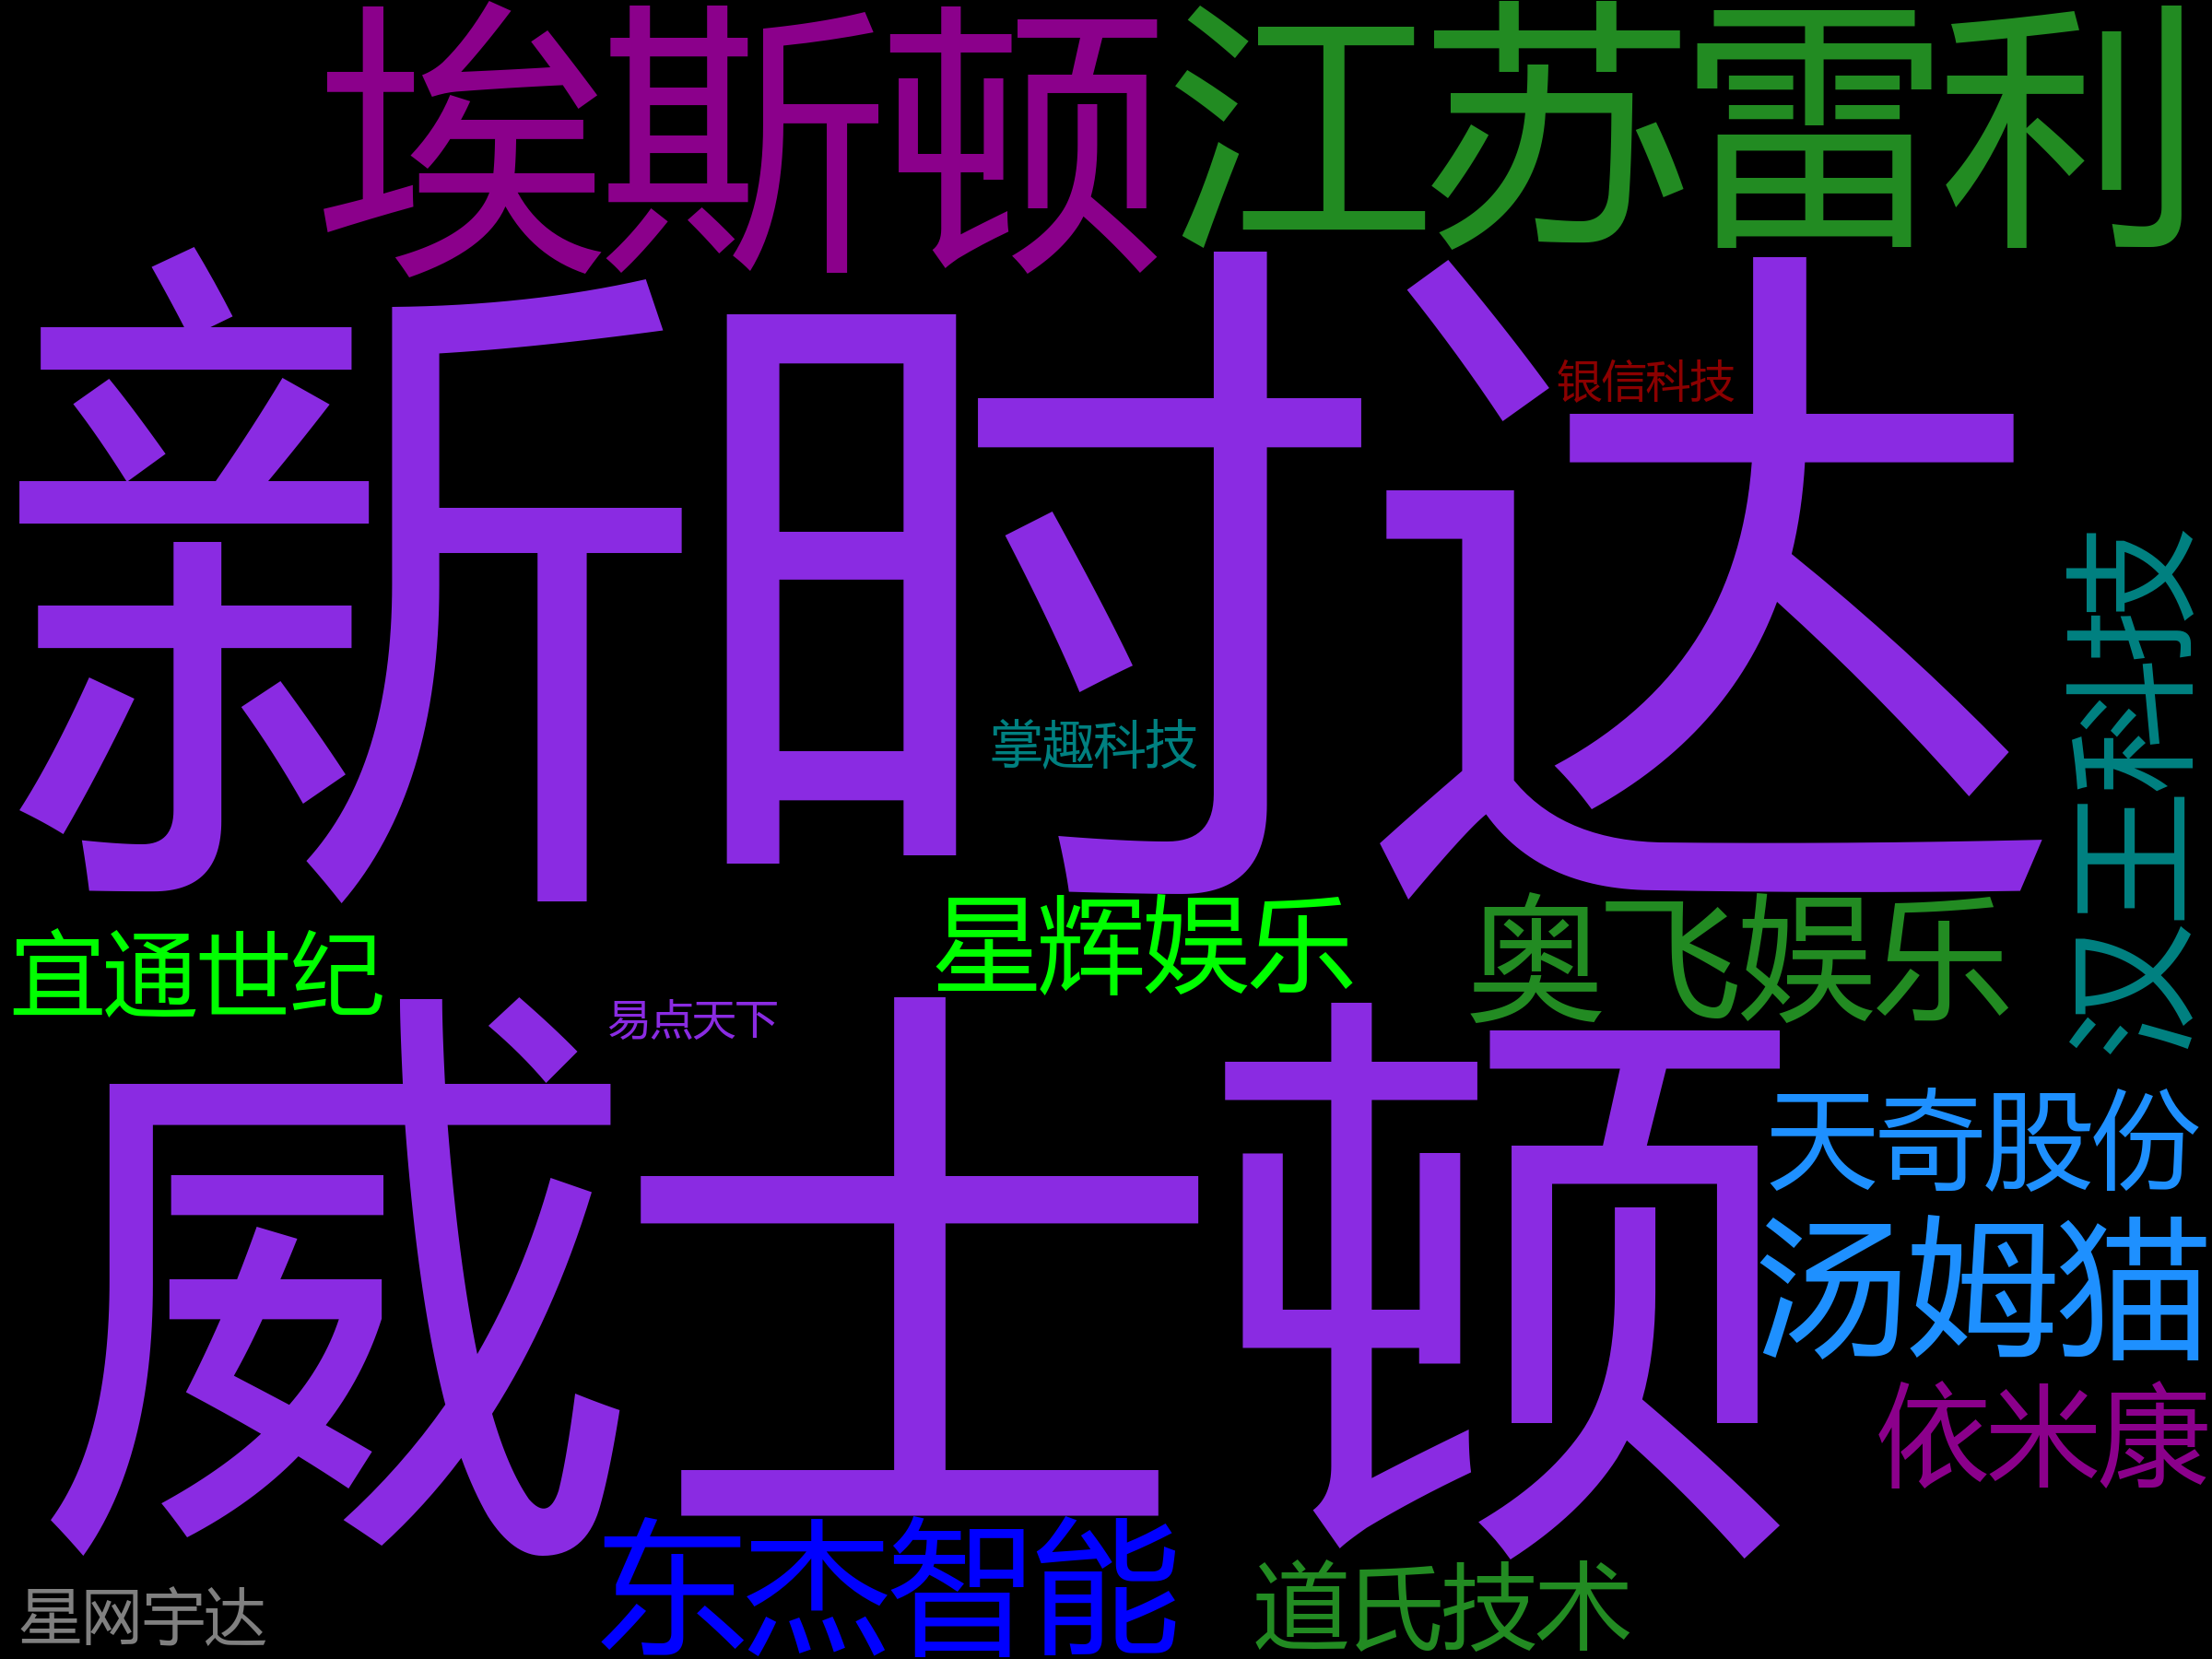 埃斯顿
江苏雷利
新时达
银信科技
掌趣科技
汉王科技
宜通世纪
星辉娱乐
奥飞娱乐
易点天下
威士顿
天奇股份
汤姆猫
依米康
东杰智能
道氏技术
星网宇达